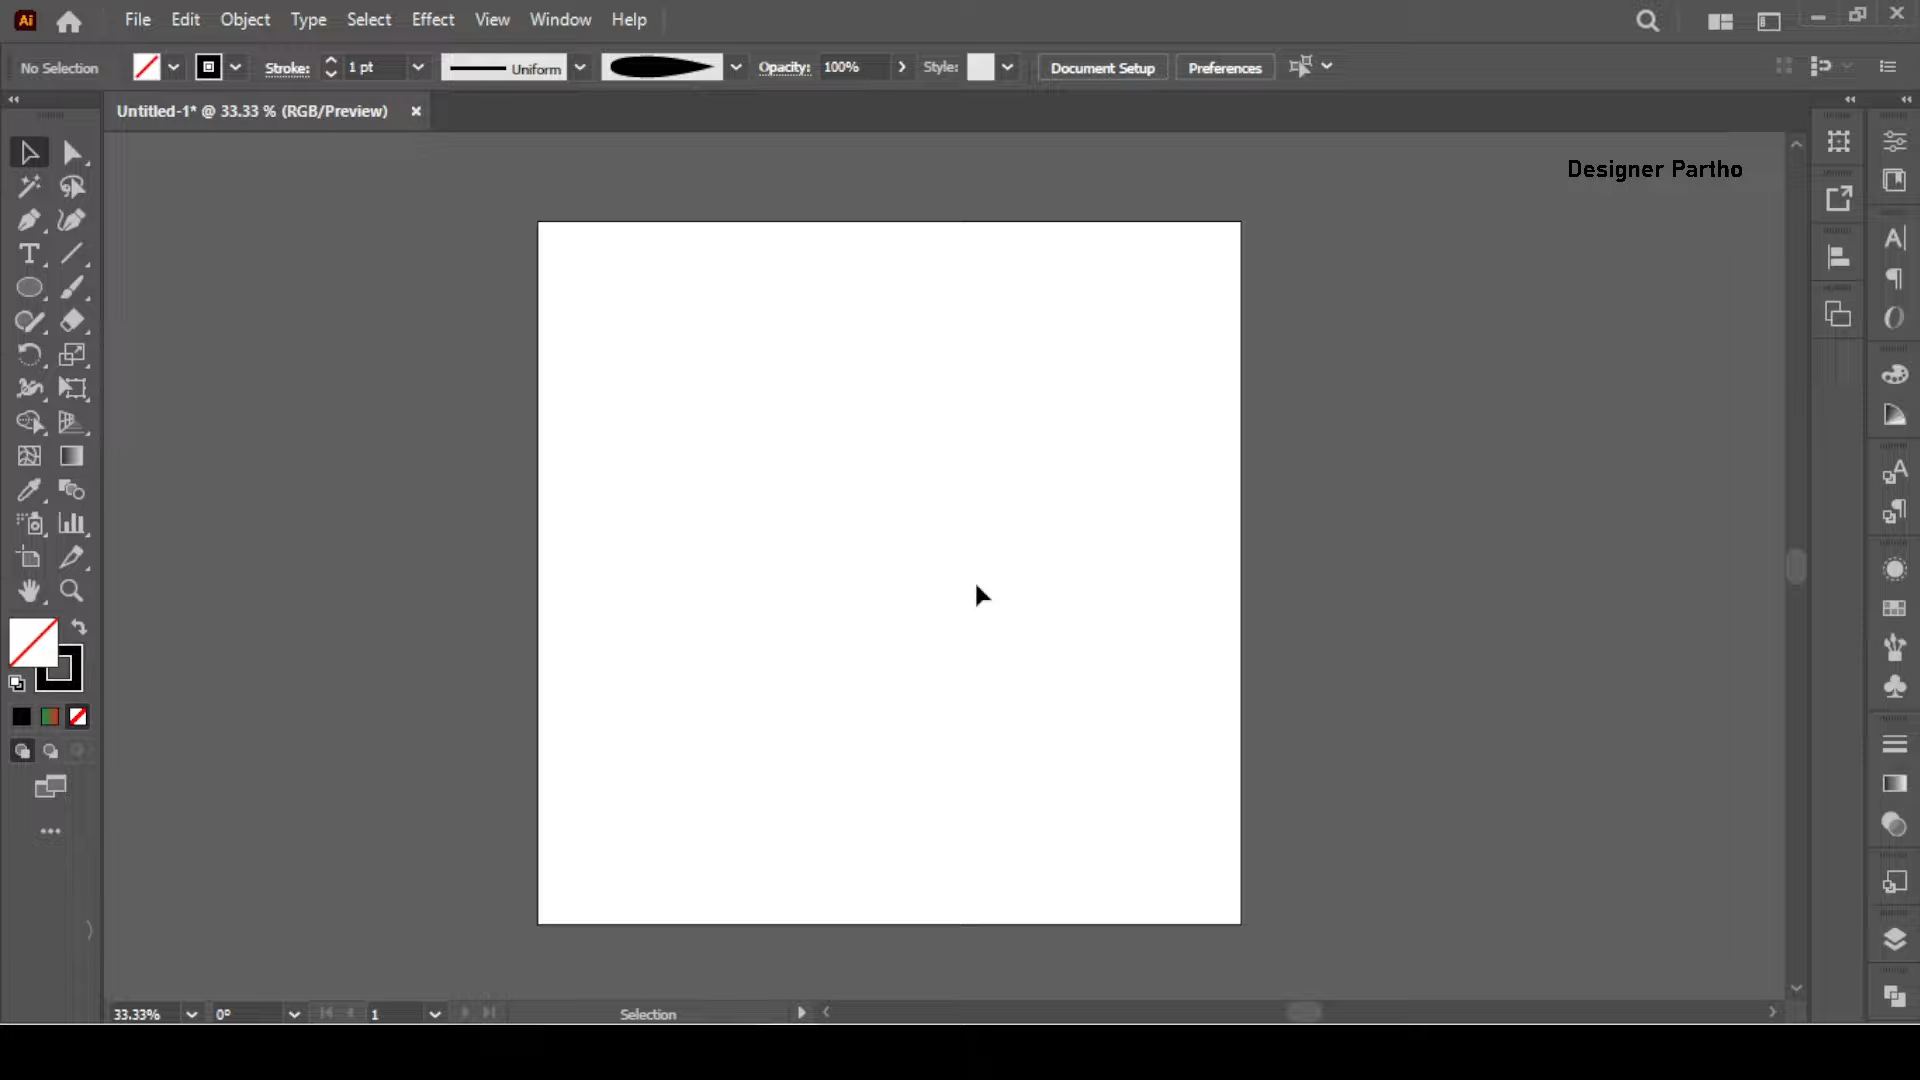 Ai File Edit Object Type Select Effect View Window Help
No Selection Stroke: 1 pt Uniform Opacity: 100% Style: Document Setup Preferences
Untitled-1* @ 33.33 % (RGB/Preview)
Designer Partho
33.33% 0° 1 Selection